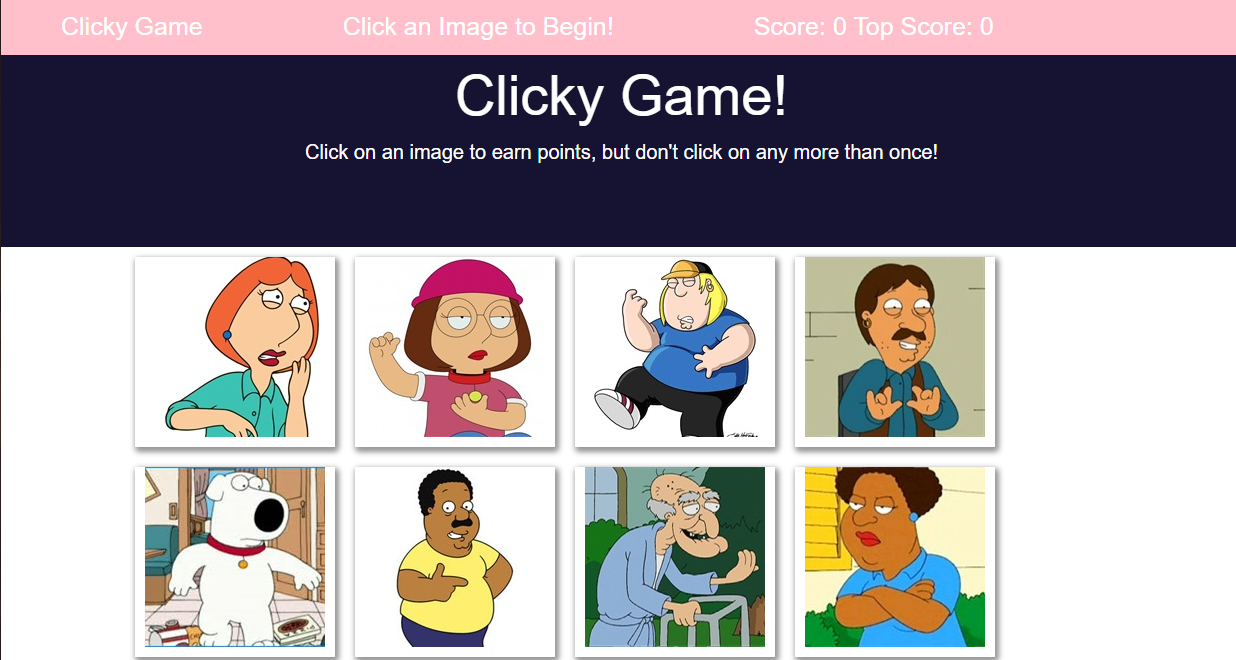 Clicky Game Click an Image to Begin! Score: 0 Top Score: 0
Clicky Game!
Click on an image to earn points, but don't click on any more than once!